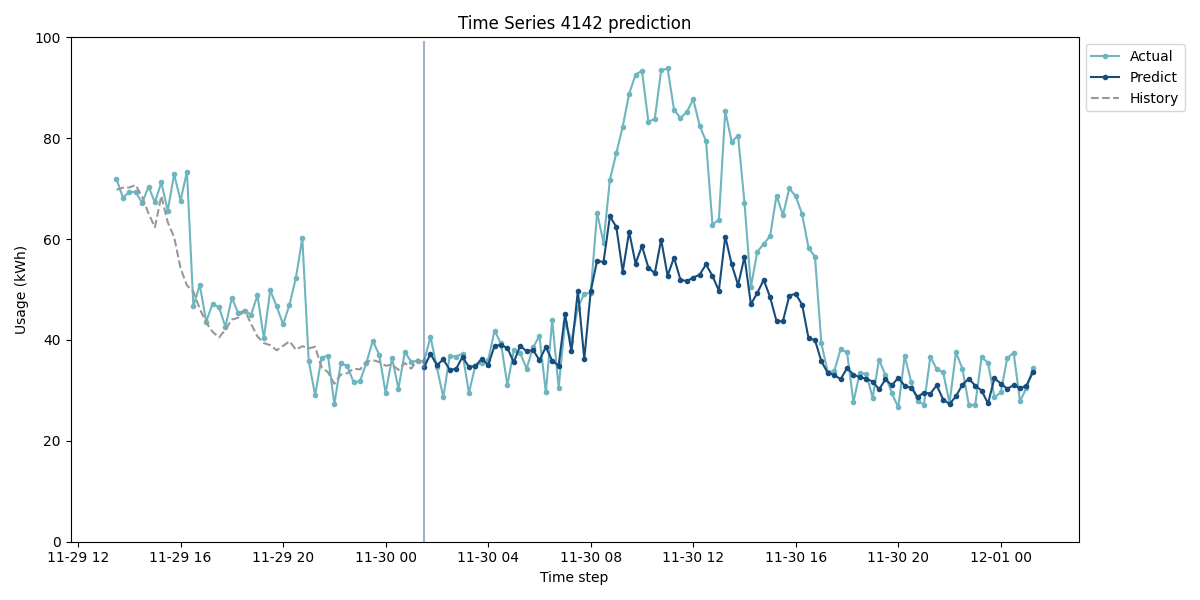 Time Series 4142 prediction
Actual
Predict
History
Usage (kWh)
100
80
60
40
20
0
11-29 12
11-29 16
11-29 20
11-30 00
11-30 04
11-30 08
11-30 12
11-30 16
11-30 20
12-01 00
Time step